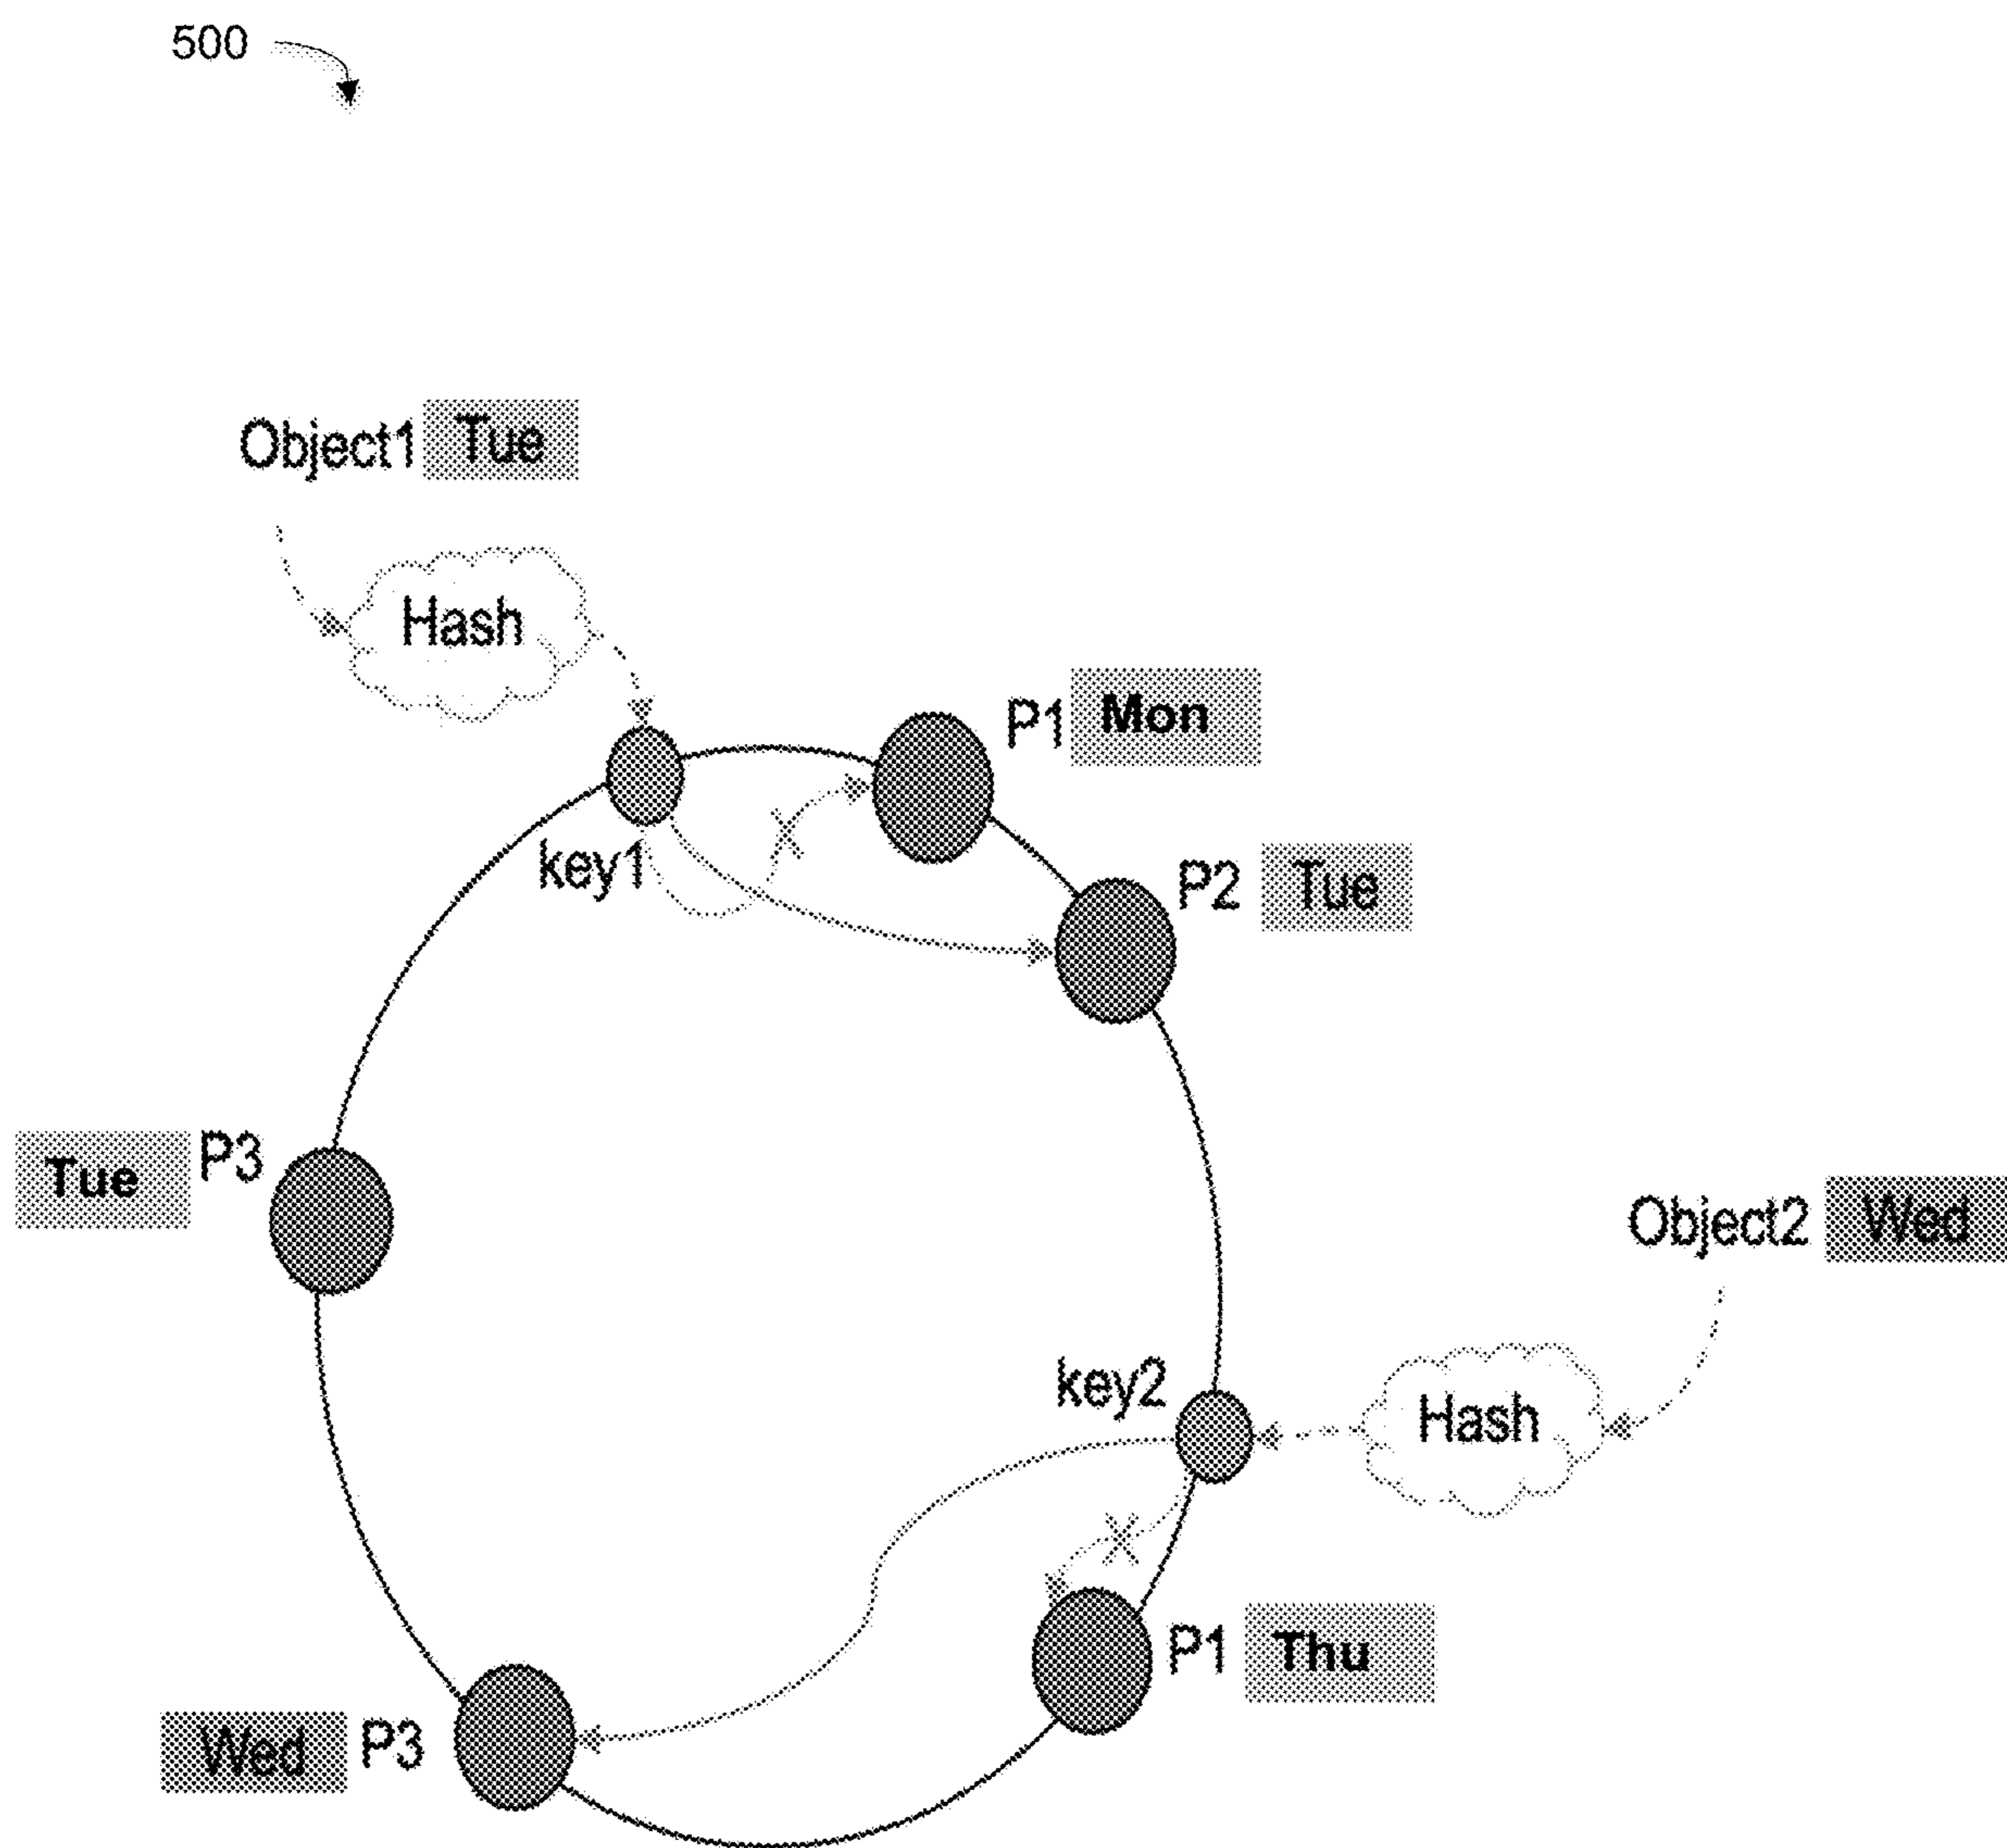 500
Object1 Tue
Hash
P1 Mon
key1
P2 Tue
Tue P3
Object2 Wed
key2
Hash
P1 Thu
Wed P3